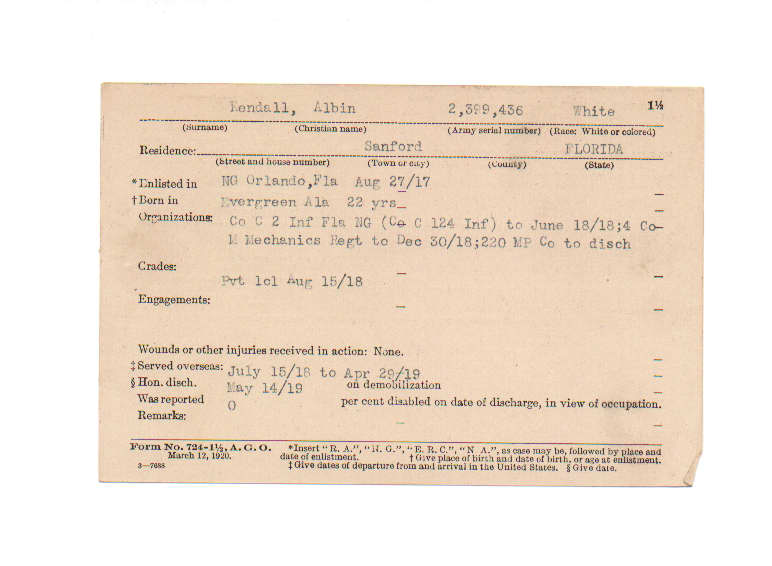 Kendall, Albin 2,399,436 White 1½
(Surname) (Christian name) (Army serial number) (Race: White or colored)
Residence: Sanford FLORIDA
(Street and house number) (Town or city) (County) (State)
*Enlisted in NG Orlando,Fla Aug 27/17
†Born in Evergreen Ala 22 yrs
Organizations: Co C 2 Inf Fla NG (Co C 124 Inf) to June 18/18;4 Co
M Mechanics Regt to Dec 30/18;220 MP Co to disch
Grades: Pvt 1cl Aug 15/18
Engagements:
Wounds or other injuries received in action: None.
‡Served overseas: July 15/18 to Apr 29/19
§Hon. disch. May 14/19 on demobilization
Was reported 0 per cent disabled on date of discharge, in view of occupation.
Remarks:
Form No. 724-1½, A. G. O. *Insert "R. A.", "N. G.", "E. R. C.", "N A.", as case may be, followed by place and
March 12, 1920. date of enlistment. †Give place of birth and date of birth, or age at enlistment.
3—7688 ‡Give dates of departure from and arrival in the United States. §Give date.